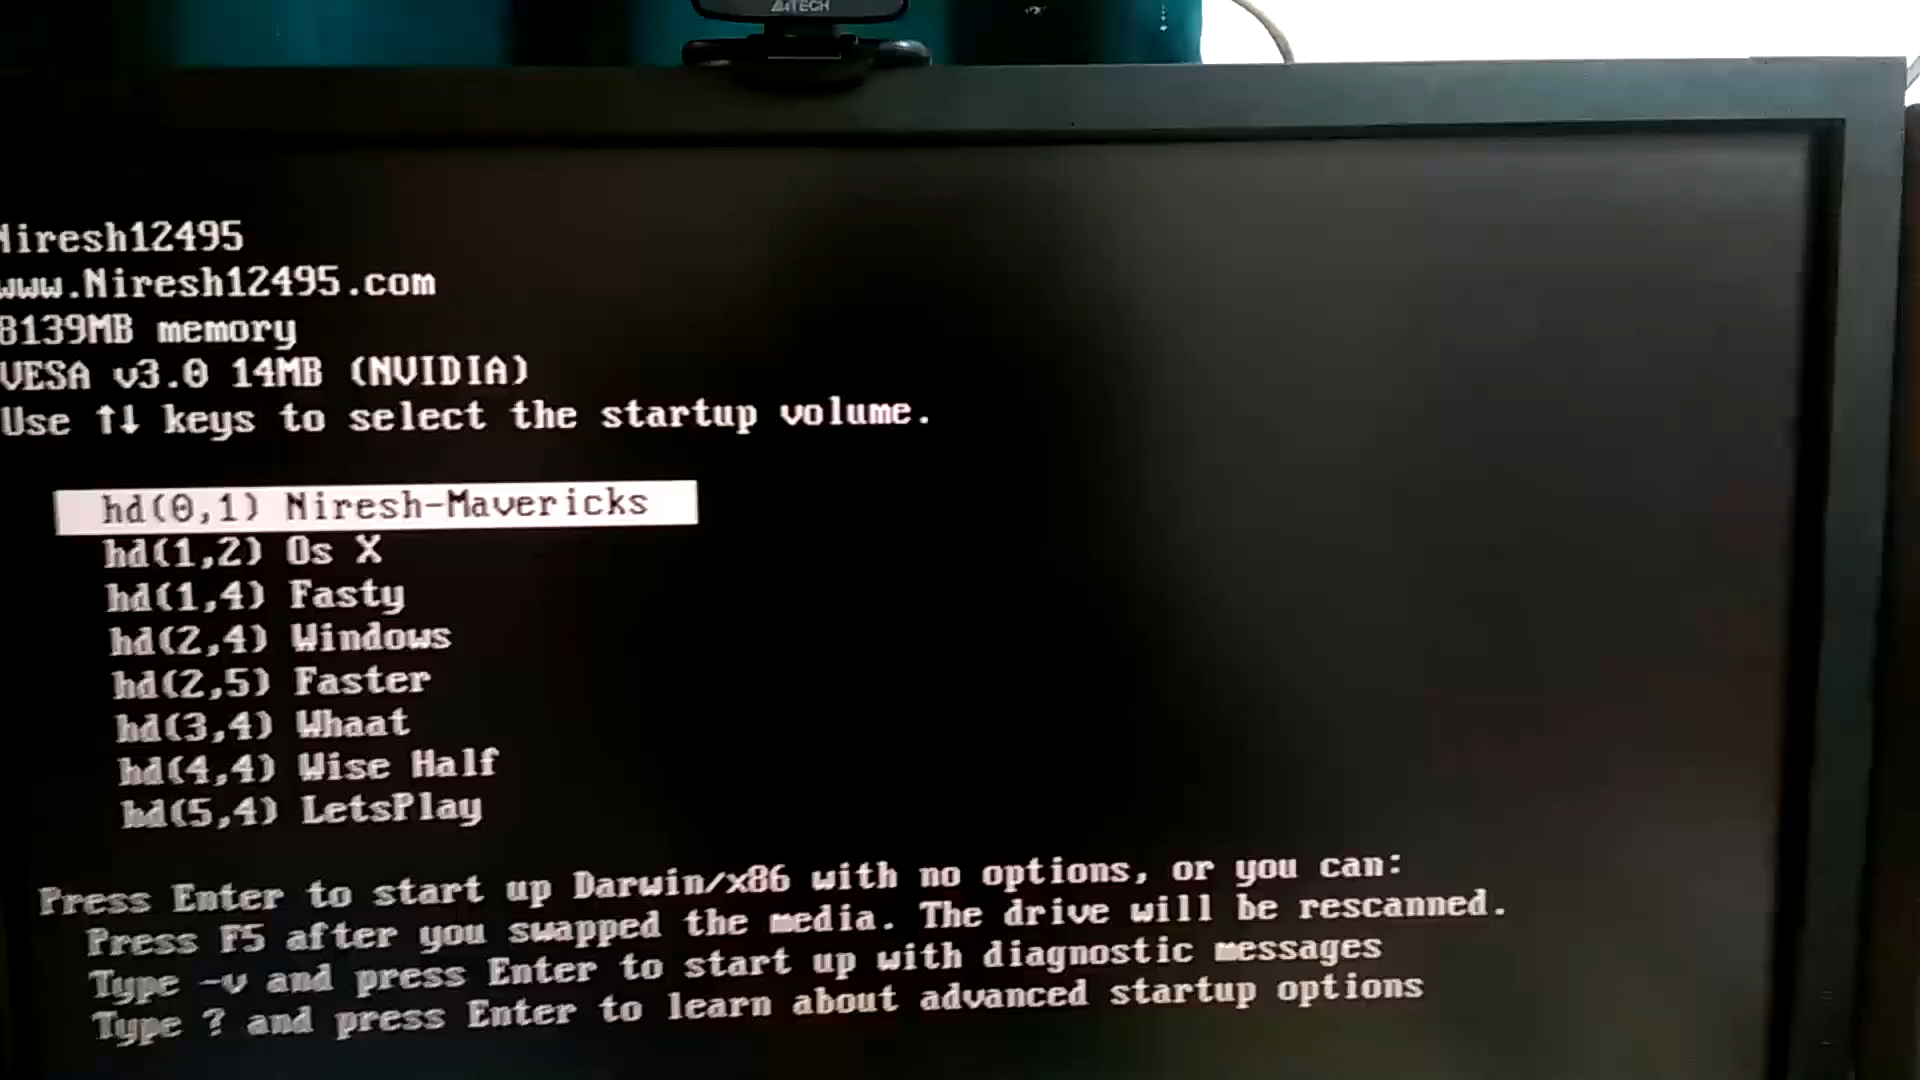 A4TECH
Niresh12495
www.Niresh12495.com
8139MB memory
VESA v3.0 14MB (NVIDIA)
Use ↑↓ keys to select the startup volume.
hd(0,1) Niresh-Mavericks
hd(1,2) Os X
hd(1,4) Fasty
hd(2,4) Windows
hd(2,5) Faster
hd(3,4) Whaat
hd(4,4) Wise Half
hd(5,4) LetsPlay
Press Enter to start up Darwin/x86 with no options, or you can:
Press F5 after you swapped the media. The drive will be rescanned.
Type -v and press Enter to start up with diagnostic messages
Type ? and press Enter to learn about advanced startup options